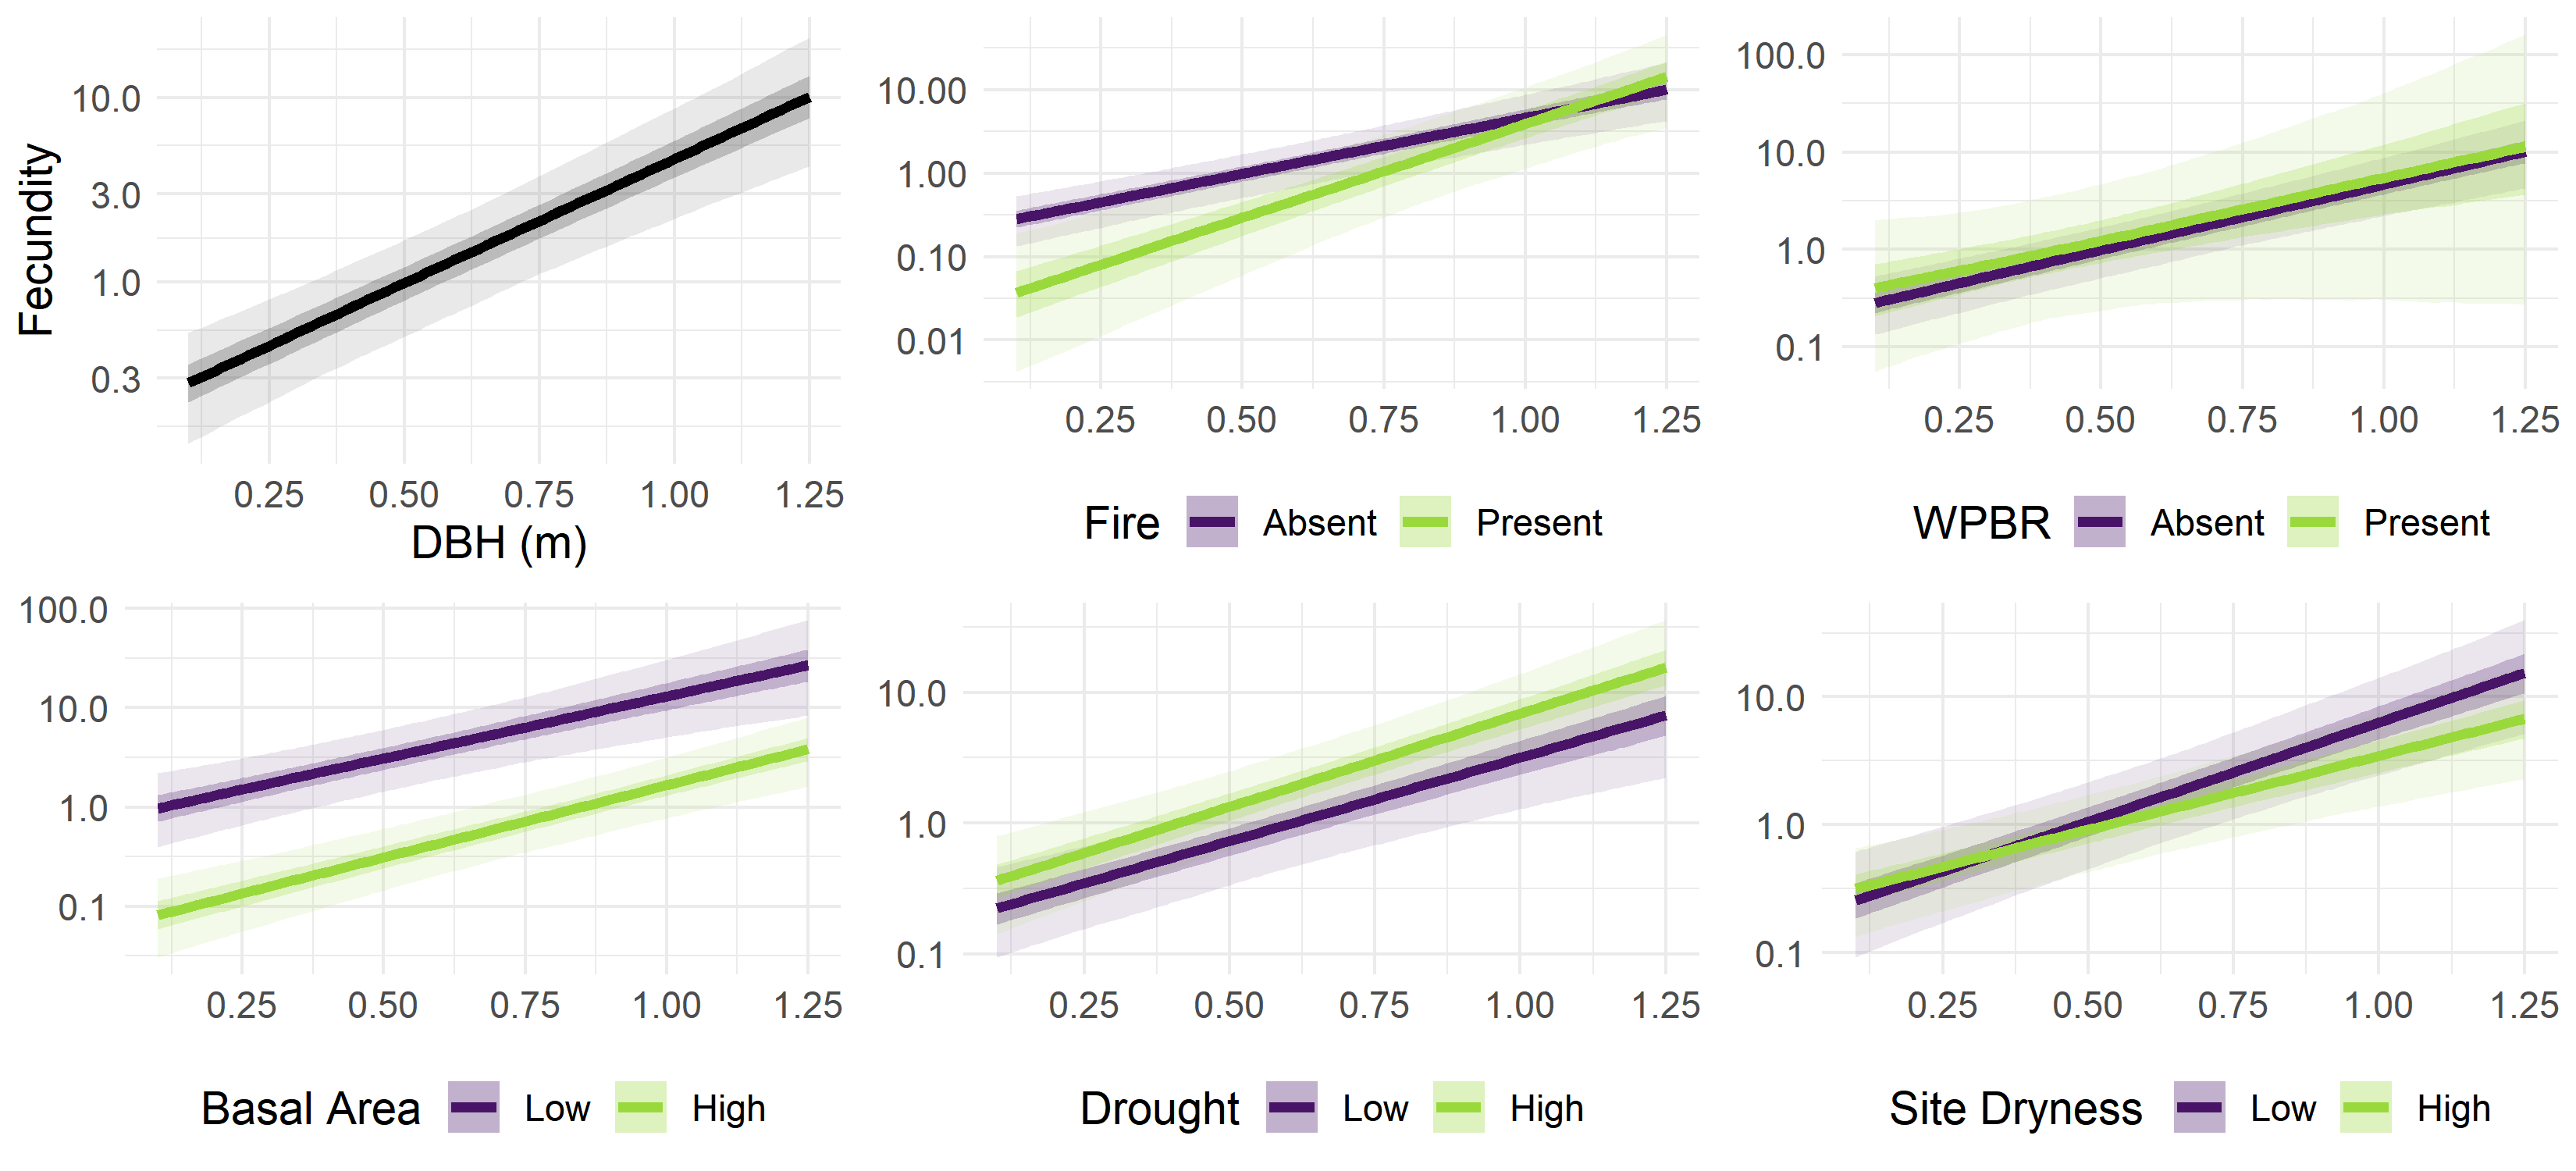 Fecundity
10.0
3.0
1.0
0.3
0.25 0.50 0.75 1.00 1.25
DBH (m)
10.00
1.00
0.10
0.01
0.25 0.50 0.75 1.00 1.25
Fire Absent Present
100.0
10.0
1.0
0.1
0.25 0.50 0.75 1.00 1.25
WPBR Absent Present
100.0
10.0
1.0
0.1
0.25 0.50 0.75 1.00 1.25
Basal Area Low High
10.0
1.0
0.1
0.25 0.50 0.75 1.00 1.25
Drought Low High
10.0
1.0
0.1
0.25 0.50 0.75 1.00 1.25
Site Dryness Low High